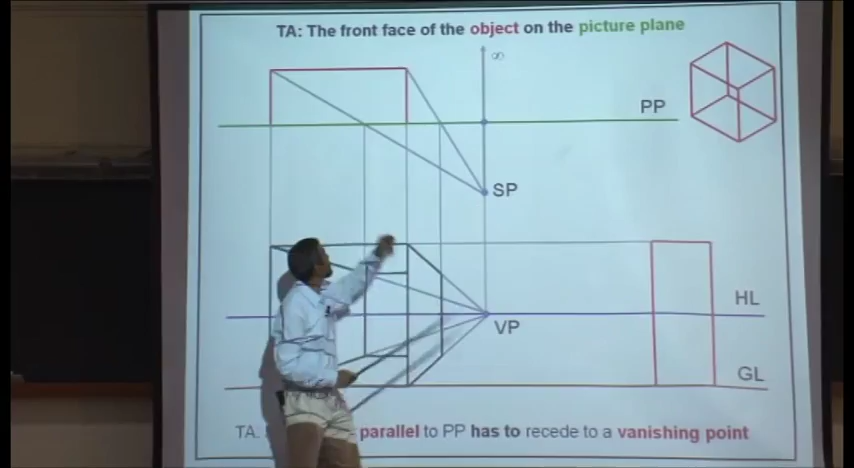 TA: The front face of the object on the picture plane
∞
PP
SP
HL
VP
GL
TA. parallel to PP has to recede to a vanishing point